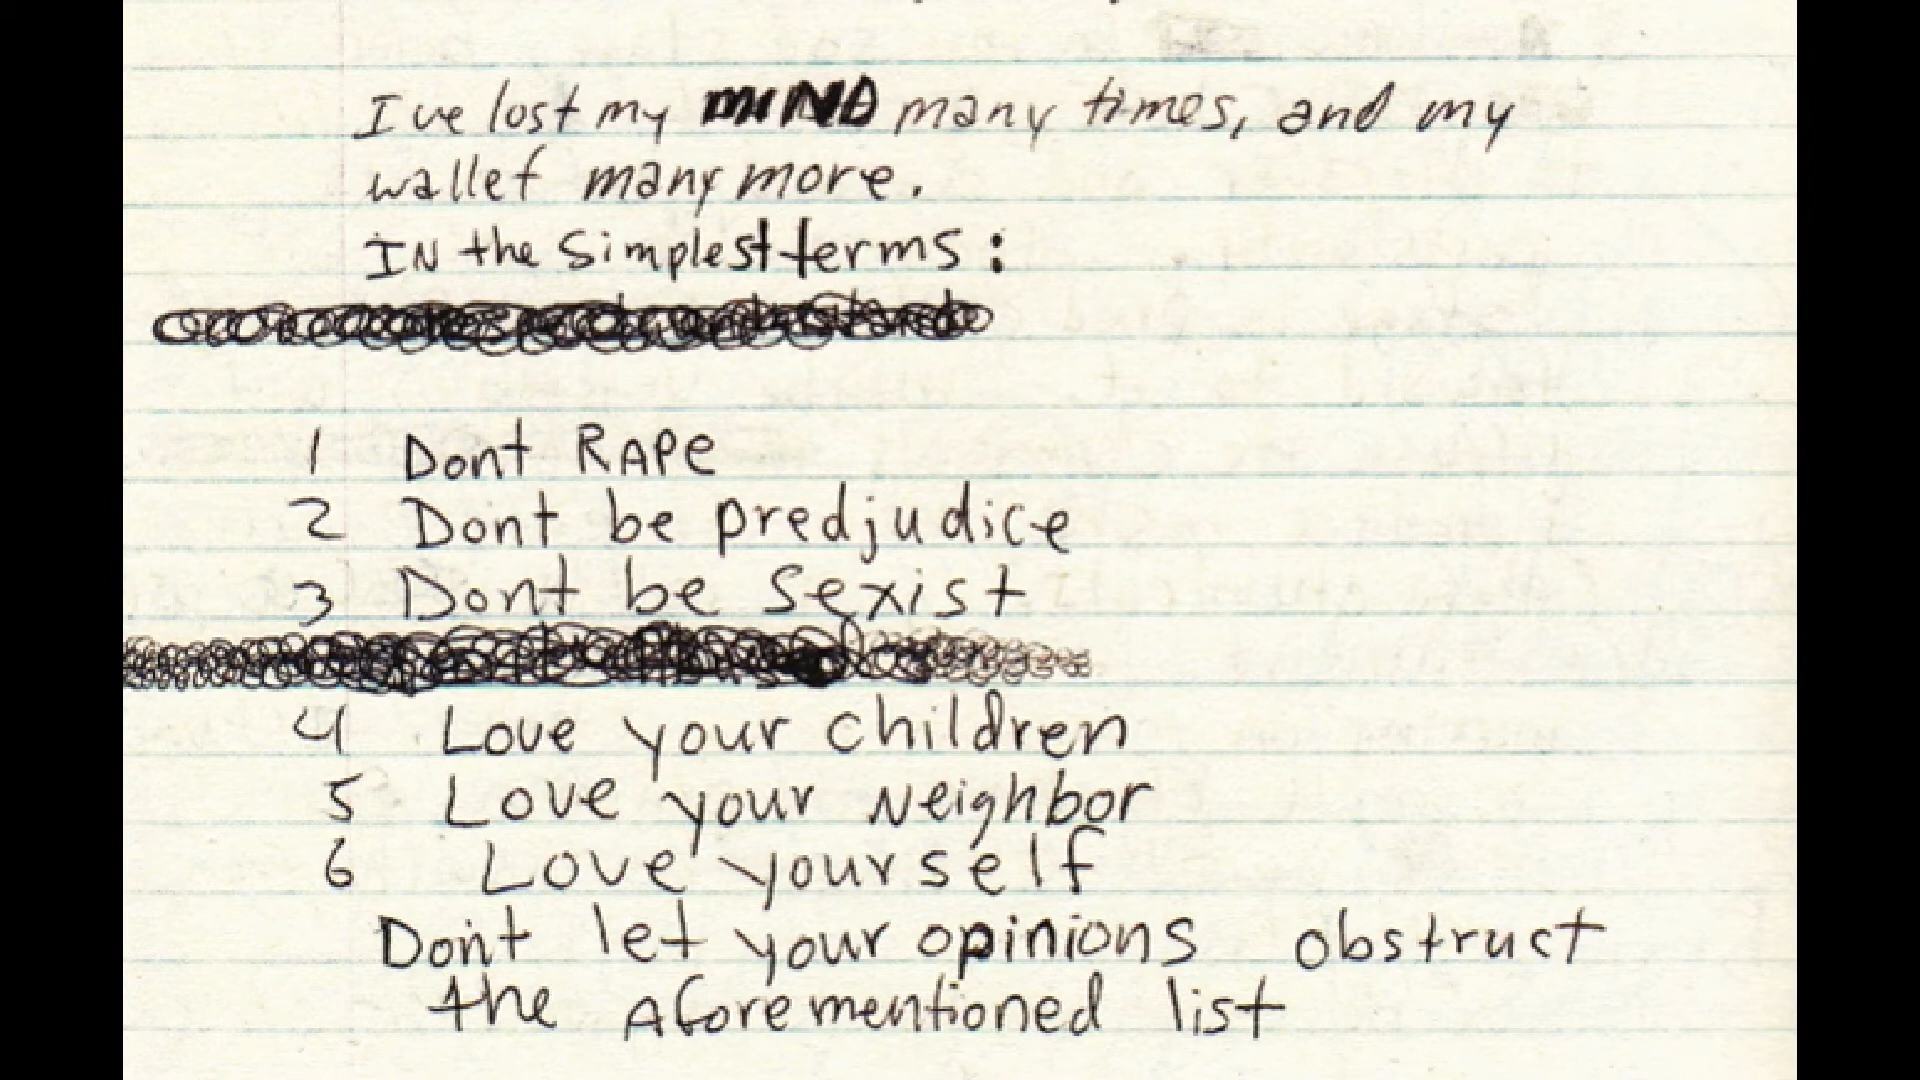 I've lost my MIND many times, and my
wallet many more.
IN the simplest terms:
1 Dont RAPe
2 Dont be predjudice
3 Dont be sexist
4 Love your children
5 Love your Neighbor
6 Love yourself
Don't let your opinions obstruct
the Aforementioned list